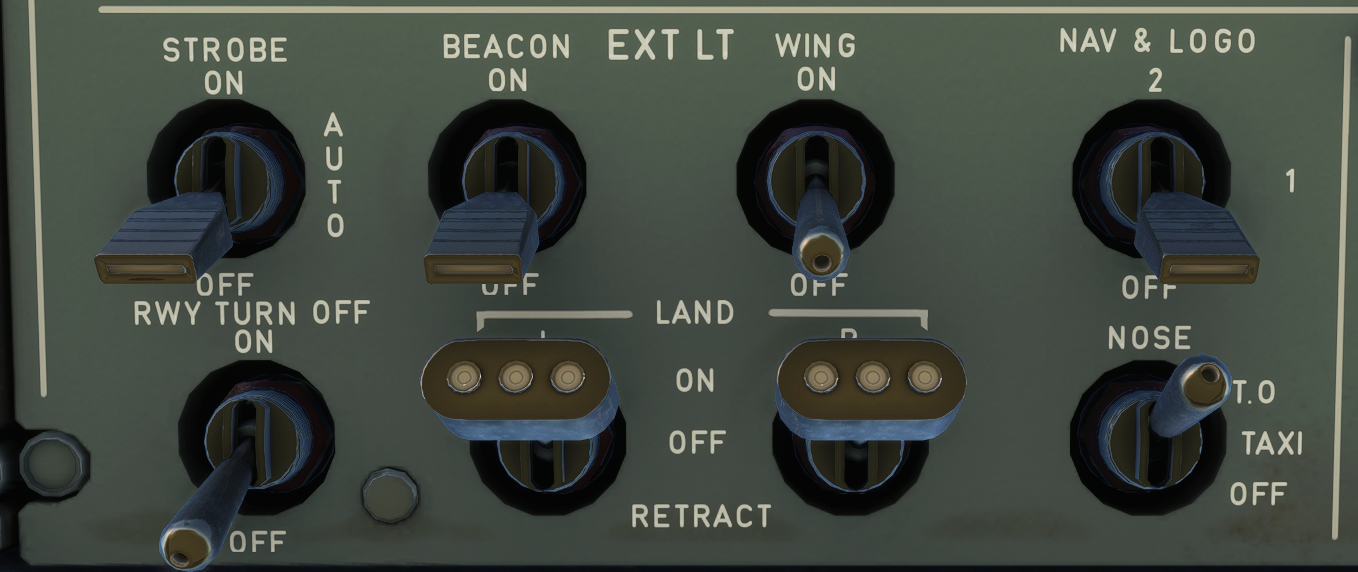 EXT LT
STROBE
ON
AUTO
OFF
BEACON
ON
OFF
WING
ON
OFF
NAV & LOGO
2
1
OFF
RWY TURN OFF
ON
OFF
LAND
ON
OFF
RETRACT
NOSE
T.O
TAXI
OFF